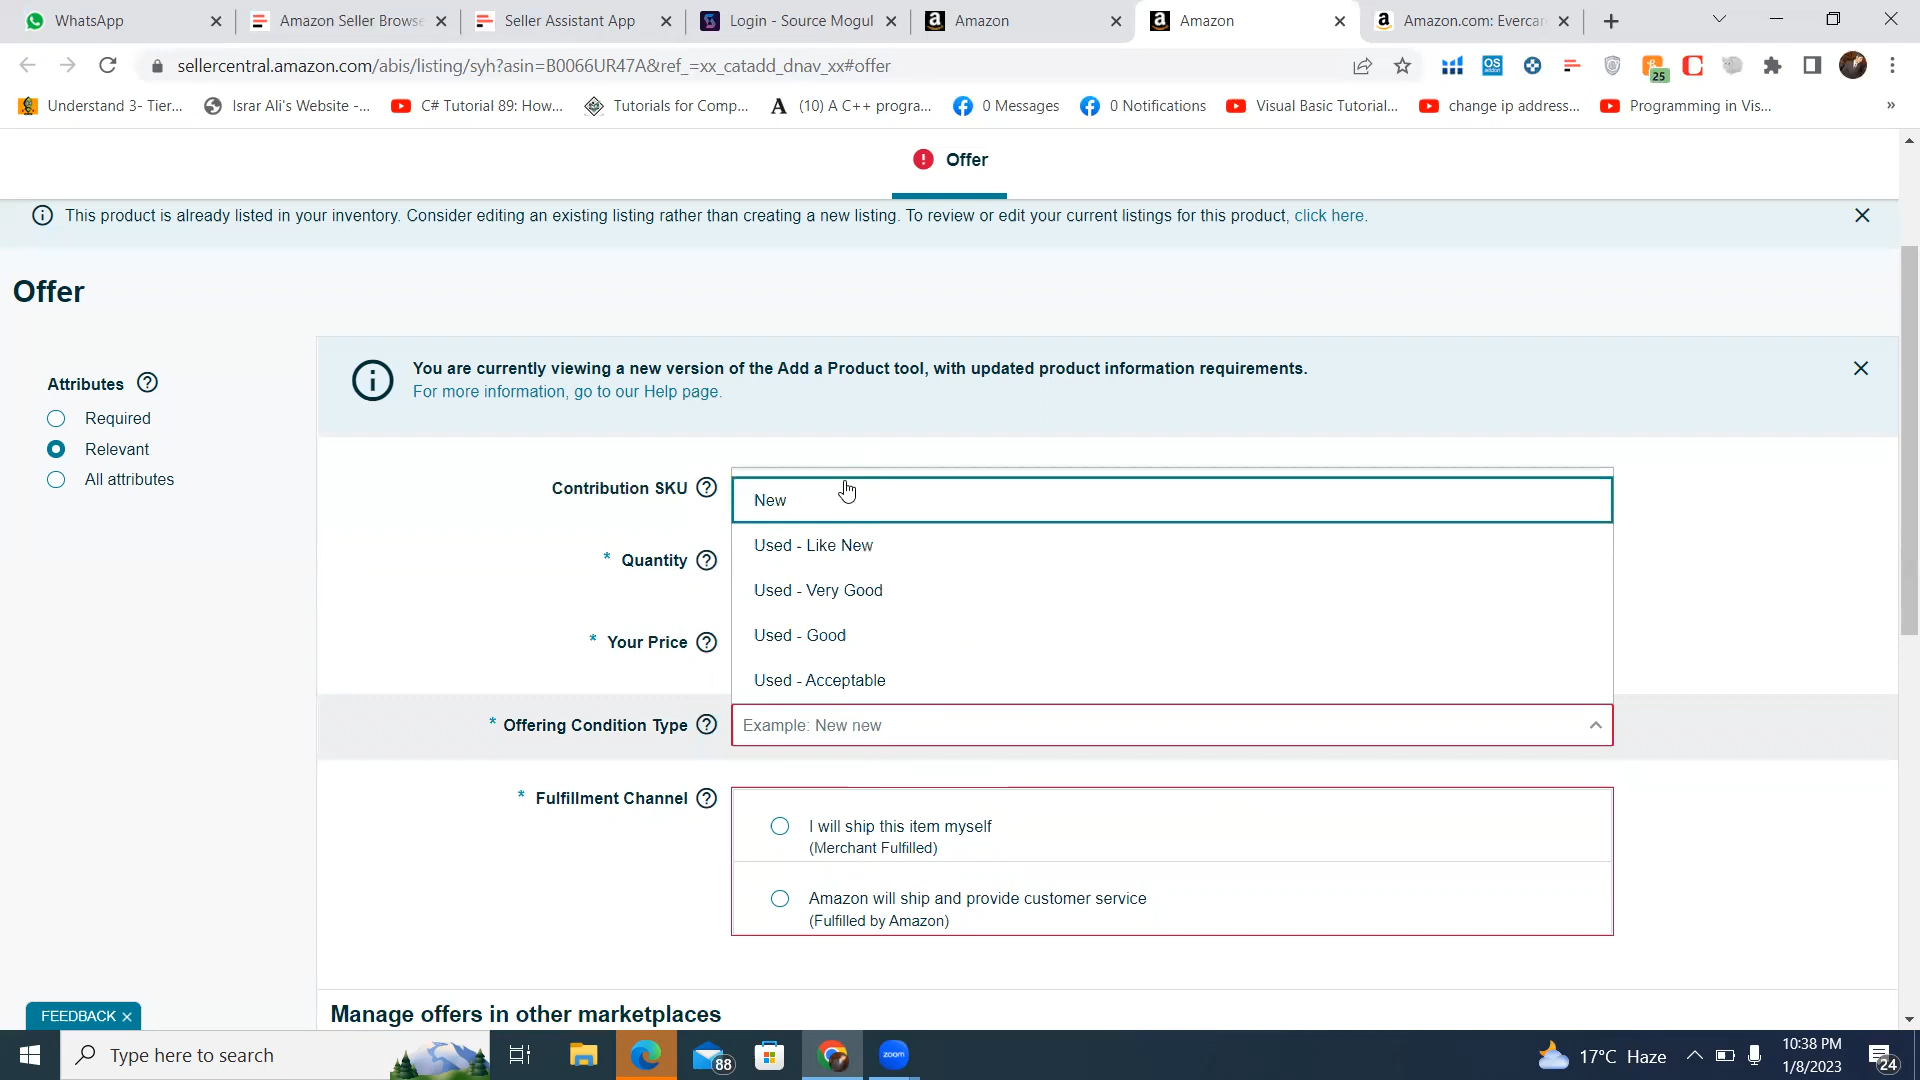 WhatsApp
Amazon Seller Browse
Seller Assistant App
Login - Source Mogul
Amazon
Amazon
Amazon.com: Evercar
sellercentral.amazon.com/abis/listing/syh?asin=B0066UR47A&ref_=xx_catadd_dnav_xx#offer
OS
25
Understand 3- Tier...
Israr Ali's Website -...
C# Tutorial 89: How...
Tutorials for Comp...
(10) A C++ progra...
0 Messages
0 Notifications
Visual Basic Tutorial...
change ip address...
Programming in Vis...
»
Offer
This product is already listed in your inventory. Consider editing an existing listing rather than creating a new listing. To review or edit your current listings for this product, click here.
Offer
Attributes
Required
Relevant
All attributes
You are currently viewing a new version of the Add a Product tool, with updated product information requirements.
For more information, go to our Help page.
Contribution SKU
New
Used - Like New
* Quantity
Used - Very Good
Used - Good
* Your Price
Used - Acceptable
* Offering Condition Type
Example: New new
* Fulfillment Channel
I will ship this item myself
(Merchant Fulfilled)
Amazon will ship and provide customer service
(Fulfilled by Amazon)
Manage offers in other marketplaces
FEEDBACK ×
Type here to search
88
zoom
17°C Haze
10:38 PM
1/8/2023
24